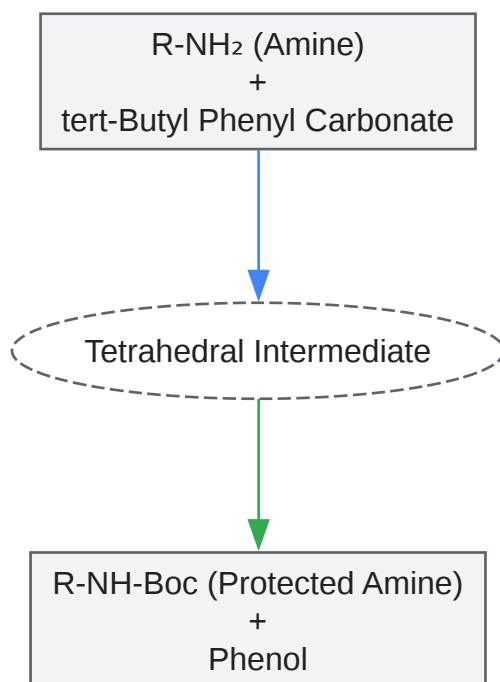 R-NH₂ (Amine)
+
tert-Butyl Phenyl Carbonate
Tetrahedral Intermediate
R-NH-Boc (Protected Amine)
+
Phenol